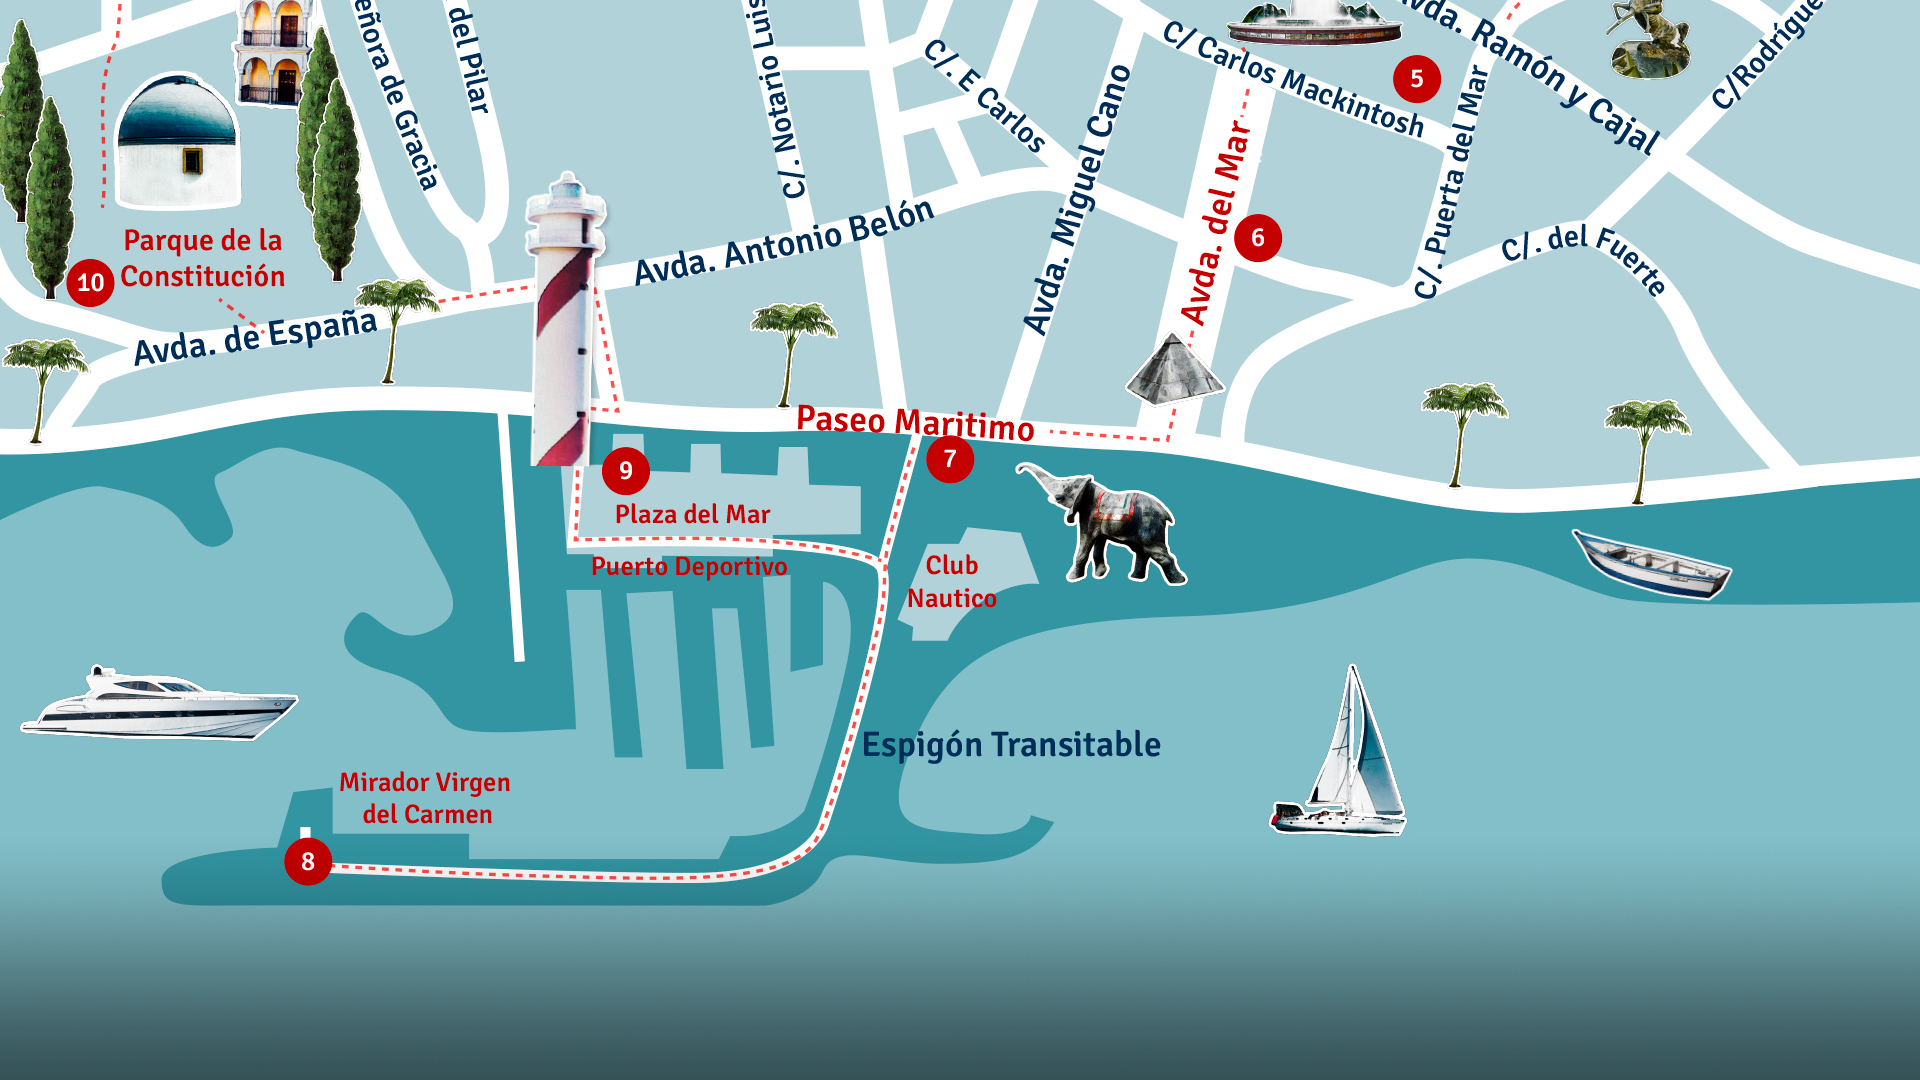 eñora de Gracia
del Pilar
C/. Notario Luis
C/. E Carlos
C/ Carlos Mackintosh
Avda. Ramón y Cajal
C/Rodrígue
5
Avda. Miguel Cano
Avda. del Mar
C/. Puerta del Mar
6
Parque de la
Constitución
10
Avda. Antonio Belón
C/. del Fuerte
Avda. de España
Paseo Maritimo
7
9
Plaza del Mar
Puerto Deportivo
Club
Nautico
Espigón Transitable
Mirador Virgen
del Carmen
8